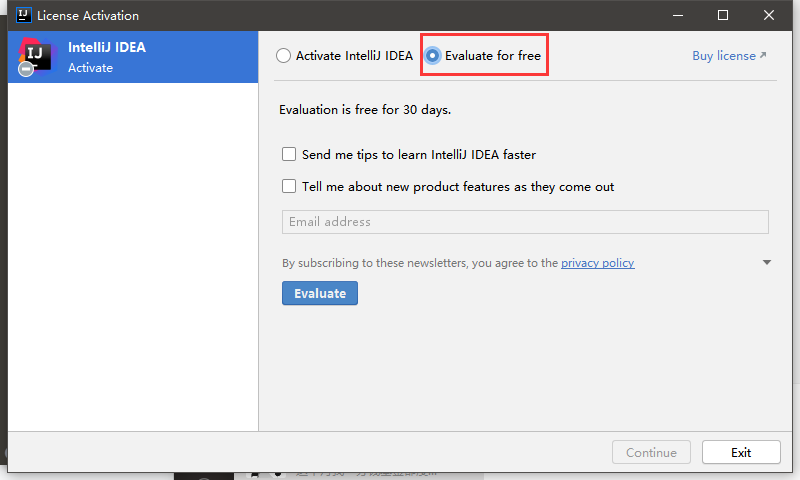 IJ License Activation
IJ
IntelliJ IDEA
Activate
Activate IntelliJ IDEA Evaluate for free Buy license
Evaluation is free for 30 days.
Send me tips to learn IntelliJ IDEA faster
Tell me about new product features as they come out
Email address
By subscribing to these newsletters, you agree to the privacy policy
Evaluate
Continue Exit